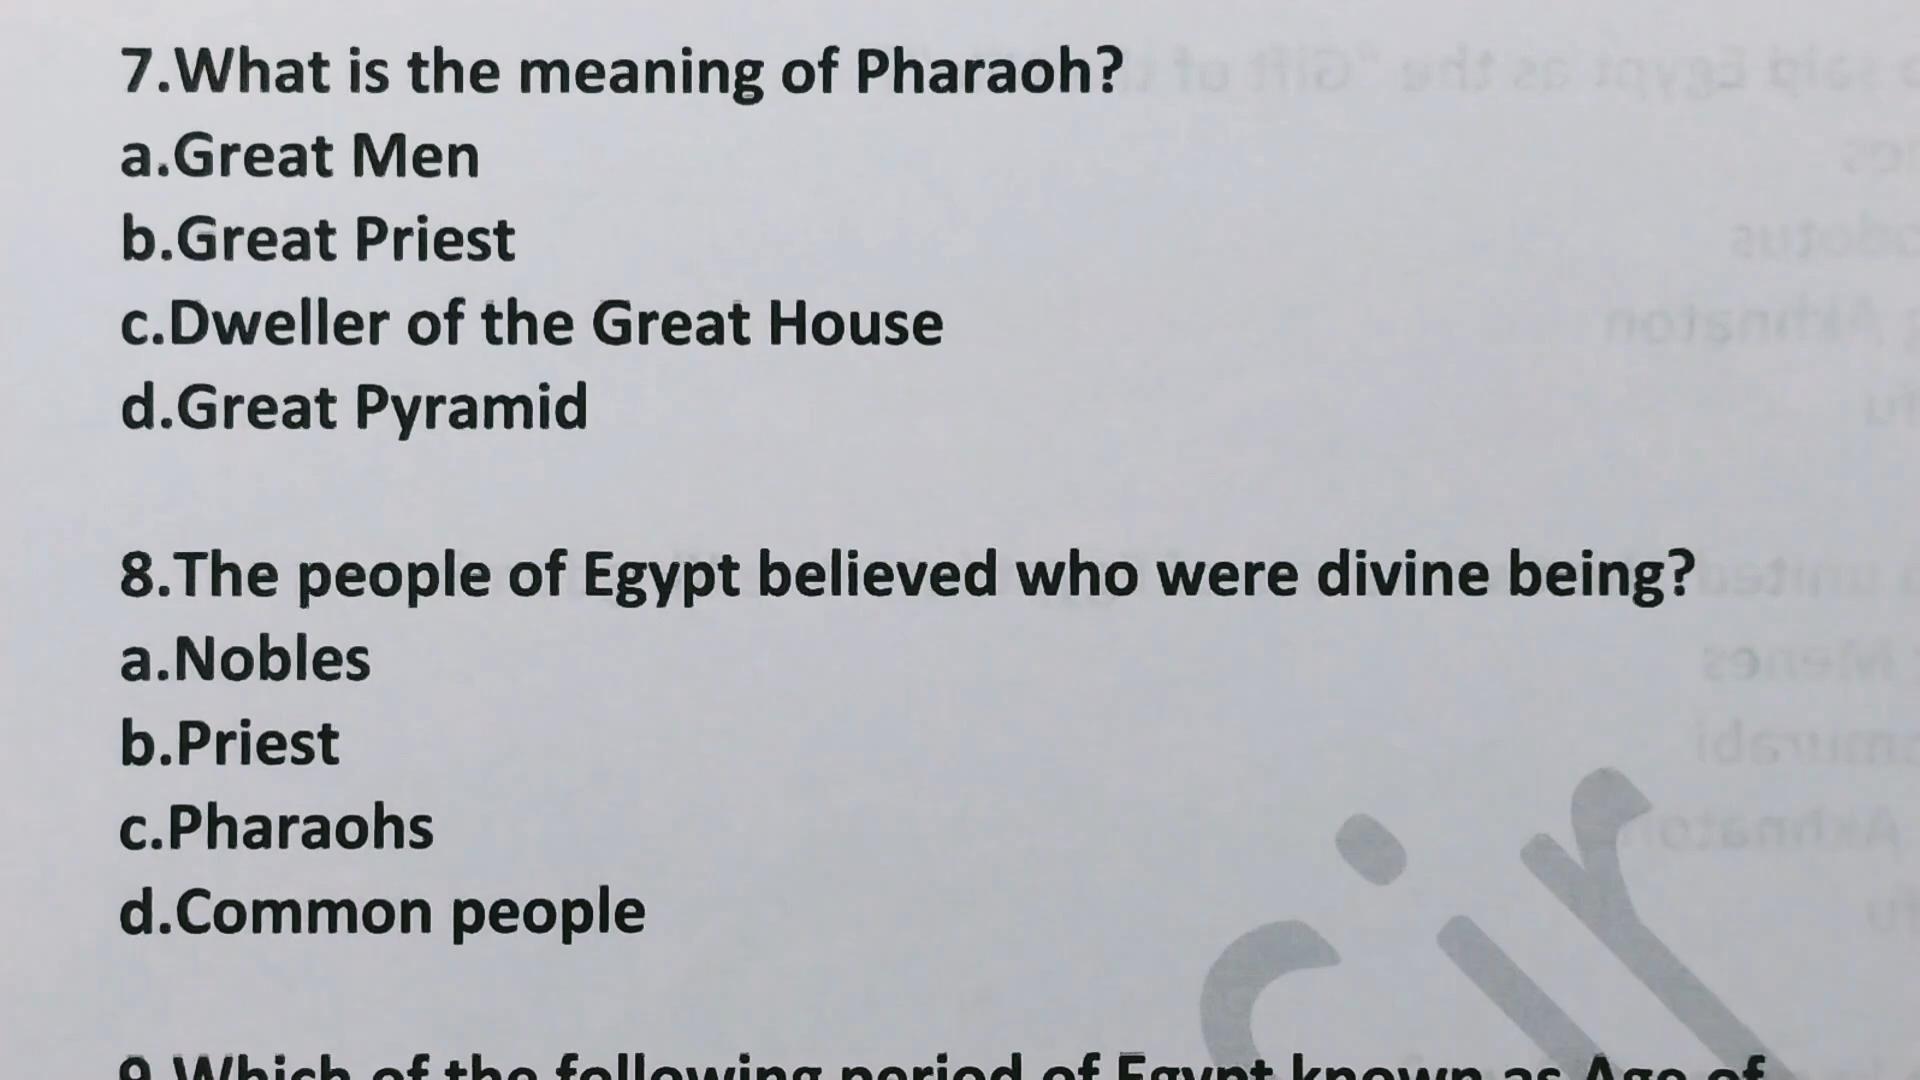 7.What is the meaning of Pharaoh?
a.Great Men
b.Great Priest
c.Dweller of the Great House
d.Great Pyramid
8.The people of Egypt believed who were divine being?
a.Nobles
b.Priest
c.Pharaohs
d.Common people
9.Which of the following period of Egypt known as Age of
Sir